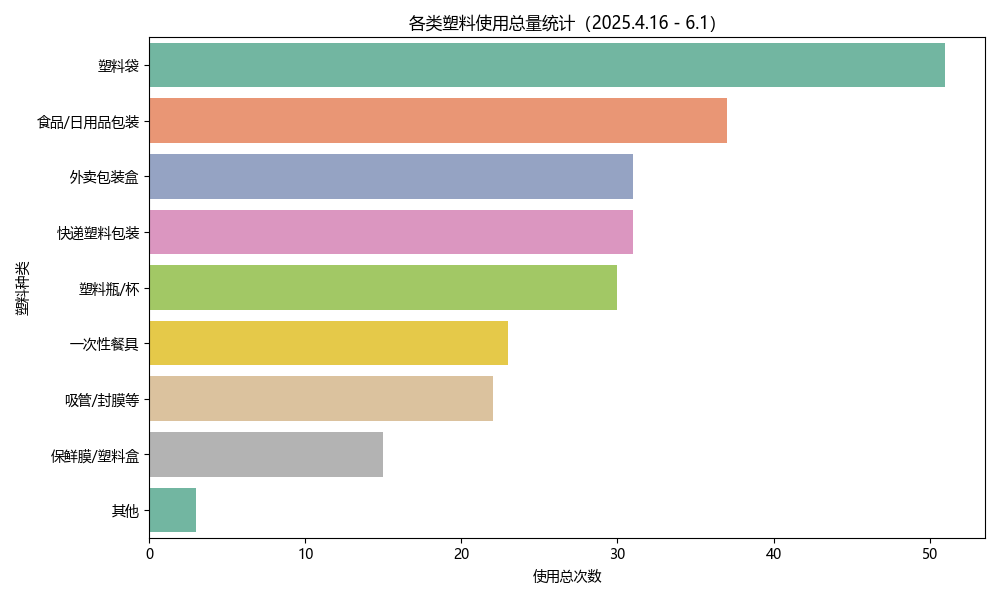 各类塑料使用总量统计（2025.4.16 - 6.1）
塑料种类
塑料袋
食品/日用品包装
外卖包装盒
快递塑料包装
塑料瓶/杯
一次性餐具
吸管/封膜等
保鲜膜/塑料盒
其他
0 10 20 30 40 50
使用总次数